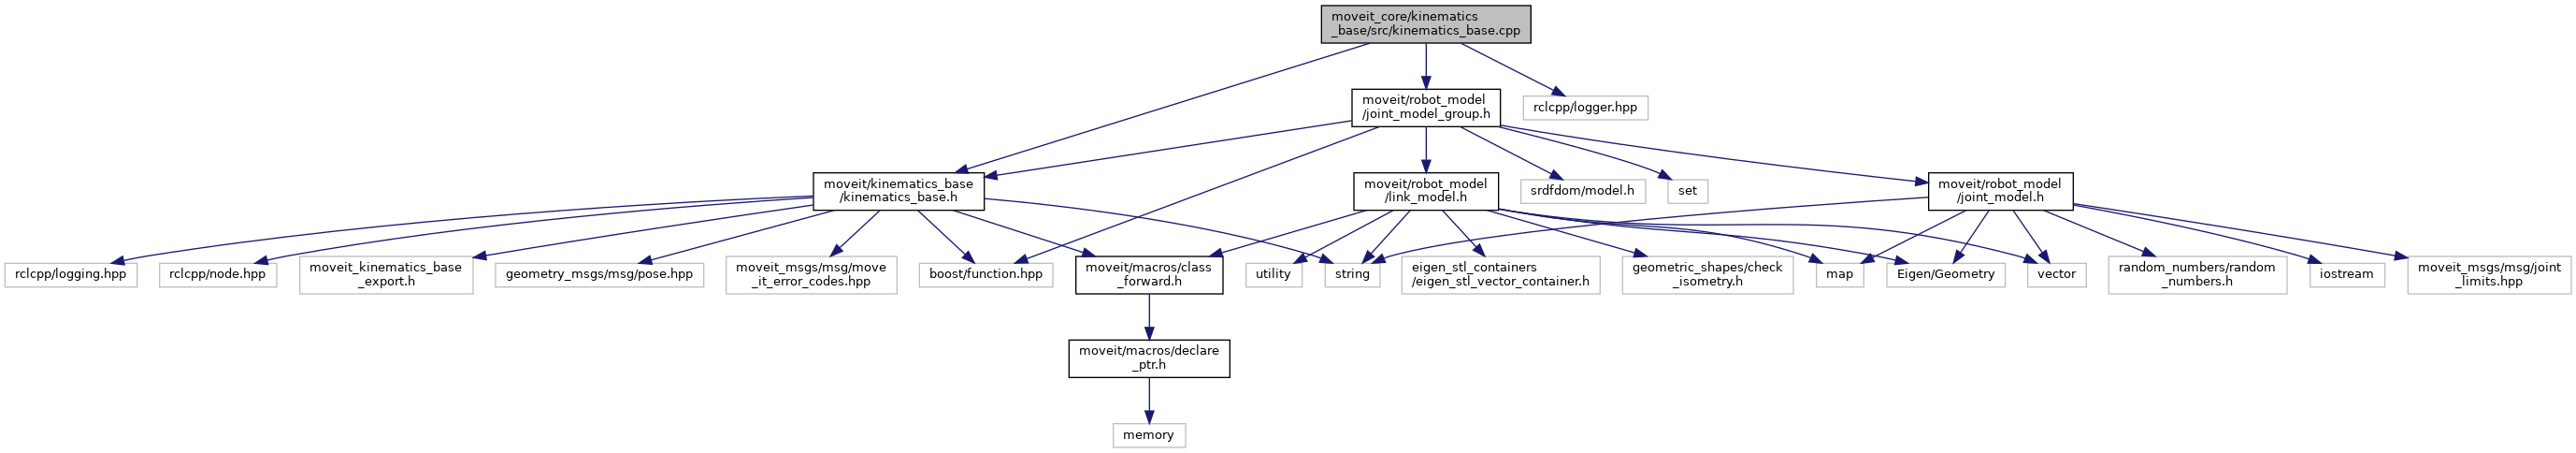 moveit_core/kinematics
_base/src/kinematics_base.cpp
moveit/robot_model
/joint_model_group.h
rclcpp/logger.hpp
moveit/kinematics_base
/kinematics_base.h
moveit/robot_model
/link_model.h
srdfdom/model.h
set
moveit/robot_model
/joint_model.h
rclcpp/logging.hpp
rclcpp/node.hpp
moveit_kinematics_base
_export.h
geometry_msgs/msg/pose.hpp
moveit_msgs/msg/move
_it_error_codes.hpp
boost/function.hpp
moveit/macros/class
_forward.h
utility
string
eigen_stl_containers
/eigen_stl_vector_container.h
geometric_shapes/check
_isometry.h
map
Eigen/Geometry
vector
random_numbers/random
_numbers.h
iostream
moveit_msgs/msg/joint
_limits.hpp
moveit/macros/declare
_ptr.h
memory